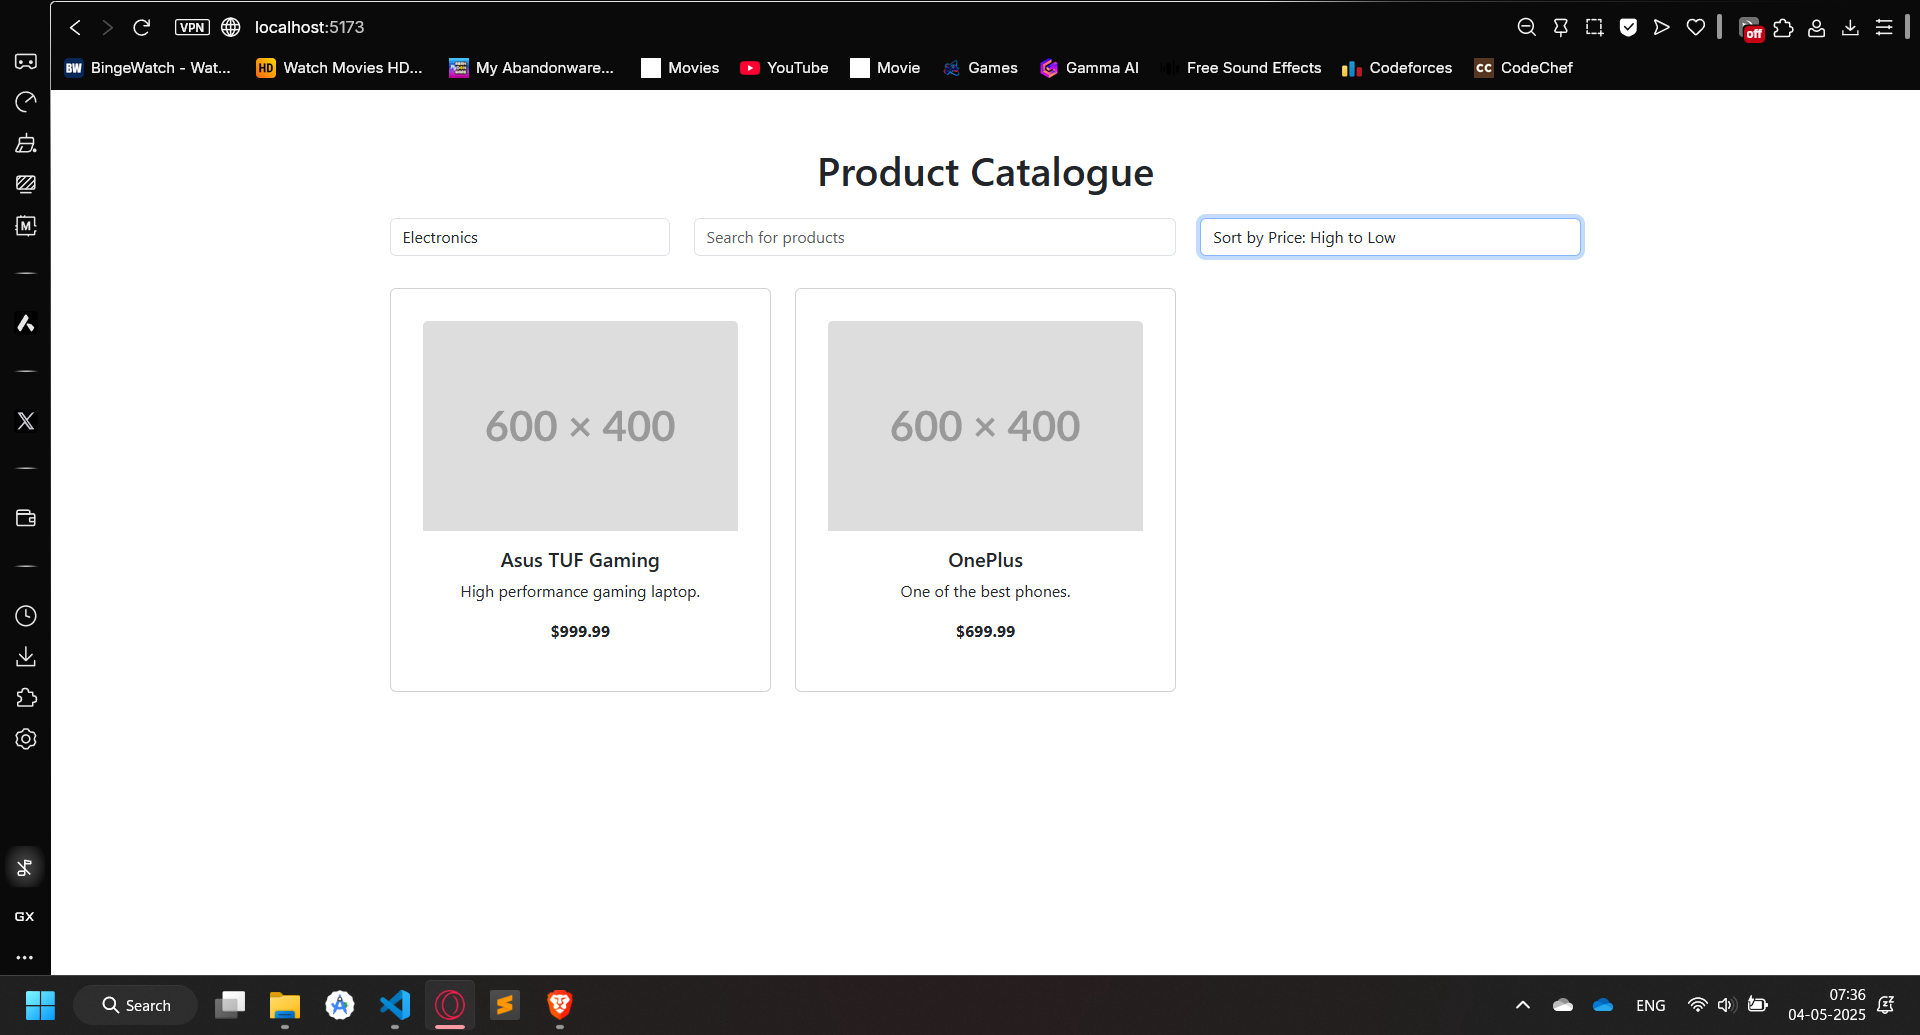 VPN localhost:5173 off
BW BingeWatch - Wat... HD Watch Movies HD... My Abandonware... Movies YouTube Movie Games Gamma AI Free Sound Effects Codeforces CC CodeChef
M
Product Catalogue
Electronics Search for products Sort by Price: High to Low
600 × 400 600 × 400
Asus TUF Gaming OnePlus
High performance gaming laptop. One of the best phones.
$999.99 $699.99
GX
Search ENG 07:36
04-05-2025